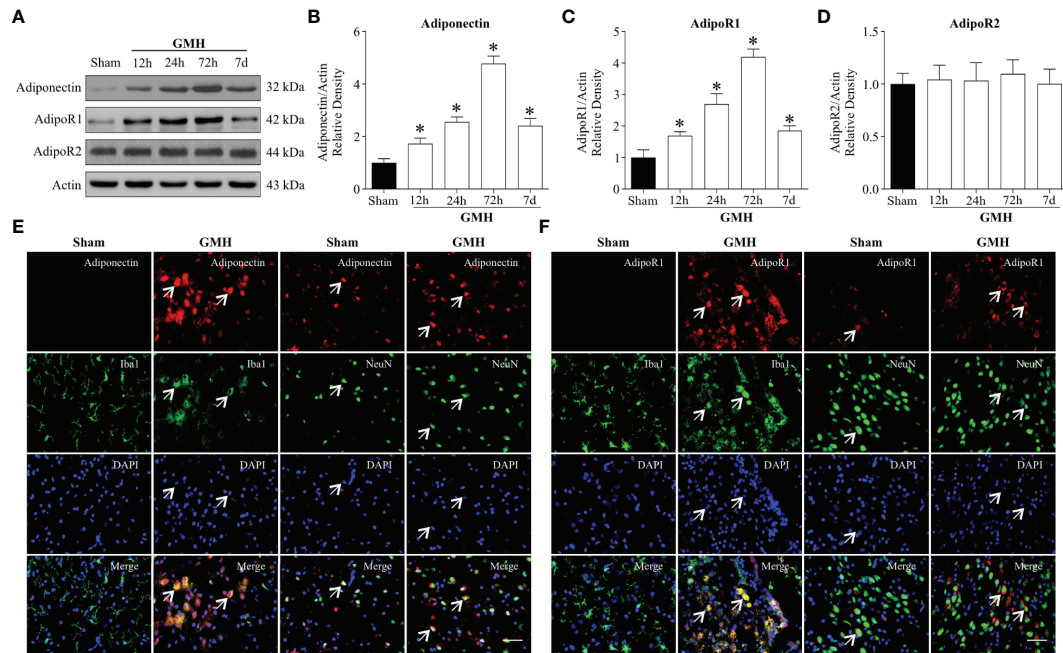 A
GMH
Sham 12h 24h 72h 7d
Adiponectin 32 kDa
AdipoR1 42 kDa
AdipoR2 44 kDa
Actin 43 kDa
B
Adiponectin
Adiponectin/Actin
Relative Density
6
4
2
0
* * * *
Sham 12h 24h 72h 7d
GMH
C
AdipoR1
AdipoR1/Actin
Relative Density
5
4
3
2
1
0
* * * *
Sham 12h 24h 72h 7d
GMH
D
AdipoR2
AdipoR2/Actin
Relative Density
1.5
1.0
0.5
0.0
Sham 12h 24h 72h 7d
GMH
E
Sham GMH Sham GMH
Adiponectin Adiponectin Adiponectin Adiponectin
Iba1 Iba1 NeuN NeuN
DAPI DAPI DAPI DAPI
Merge Merge Merge Merge
F
Sham GMH Sham GMH
AdipoR1 AdipoR1 AdipoR1 AdipoR1
Iba1 Iba1 NeuN NeuN
DAPI DAPI DAPI DAPI
Merge Merge Merge Merge